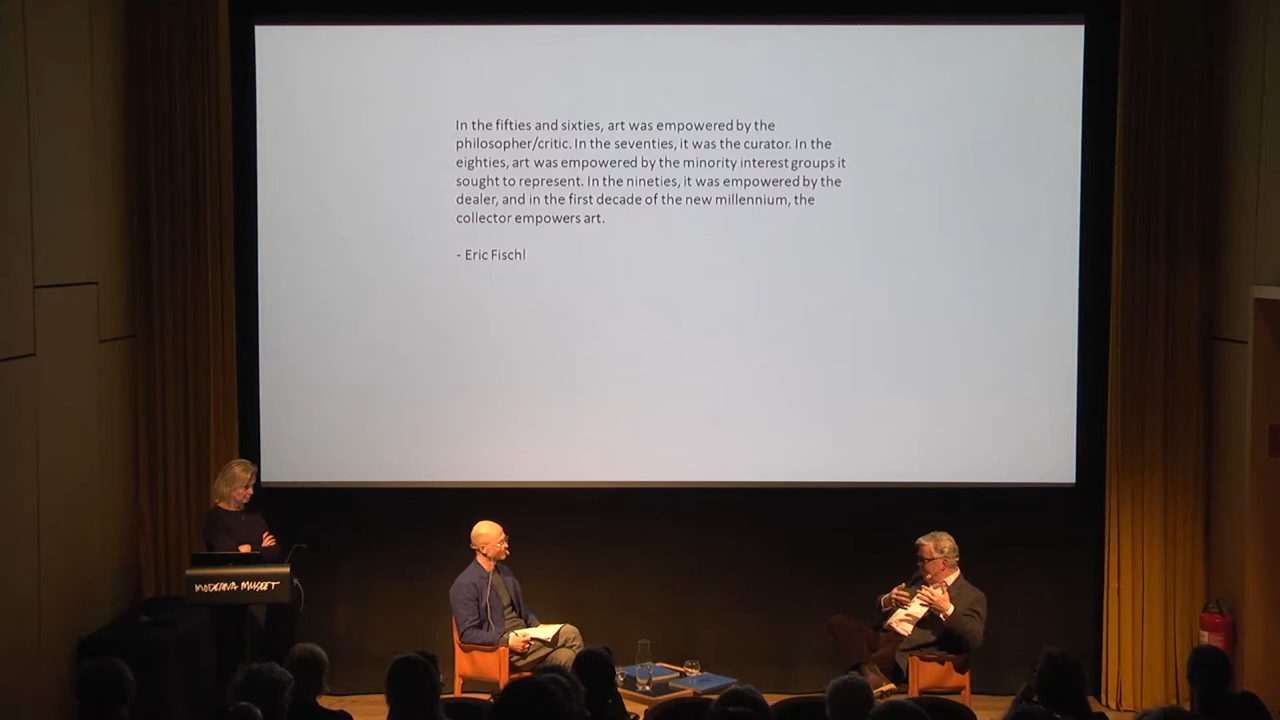 In the fifties and sixties, art was empowered by the
philosopher/critic. In the seventies, it was the curator. In the
eighties, art was empowered by the minority interest groups it
sought to represent. In the nineties, it was empowered by the
dealer, and in the first decade of the new millennium, the
collector empowers art.
- Eric Fischl
MODERNA MUSEET